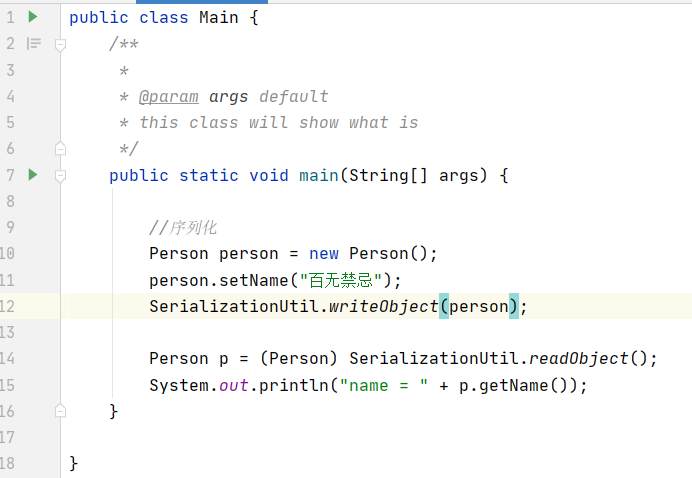 1 public class Main {
2 /**
3 *
4 * @param args default
5 * this class will show what is
6 */
7 public static void main(String[] args) {
8
9 //序列化
10 Person person = new Person();
11 person.setName("百无禁忌");
12 SerializationUtil.writeObject(person);
13
14 Person p = (Person) SerializationUtil.readObject();
15 System.out.println("name = " + p.getName());
16 }
17
18 }